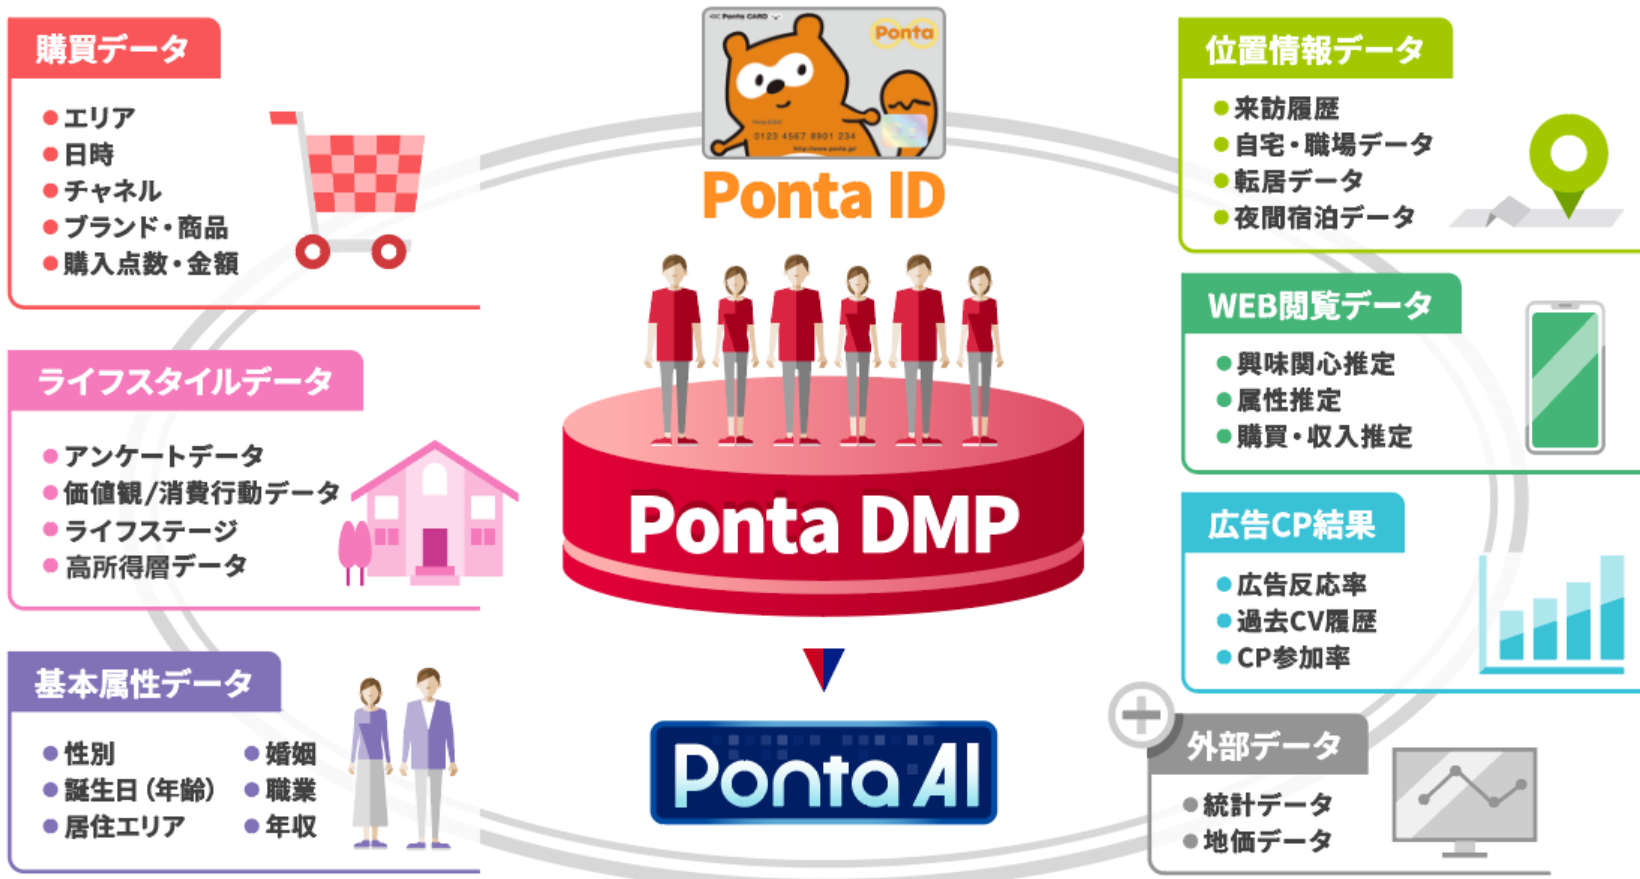 購買データ
エリア
日時
チャネル
ブランド・商品
購入点数・金額
ライフスタイルデータ
アンケートデータ
価値観/消費行動データ
ライフステージ
高所得層データ
基本属性データ
性別
誕生日（年齢）
居住エリア
婚姻
職業
年収
Ponta CARD
Ponta
0123 4567 8901 234
http://www.ponta.jp/
Ponta ID
Ponta DMP
Ponta AI
位置情報データ
来訪履歴
自宅・職場データ
転居データ
夜間宿泊データ
WEB閲覧データ
興味関心推定
属性推定
購買・収入推定
広告CP結果
広告反応率
過去CV履歴
CP参加率
外部データ
統計データ
地価データ